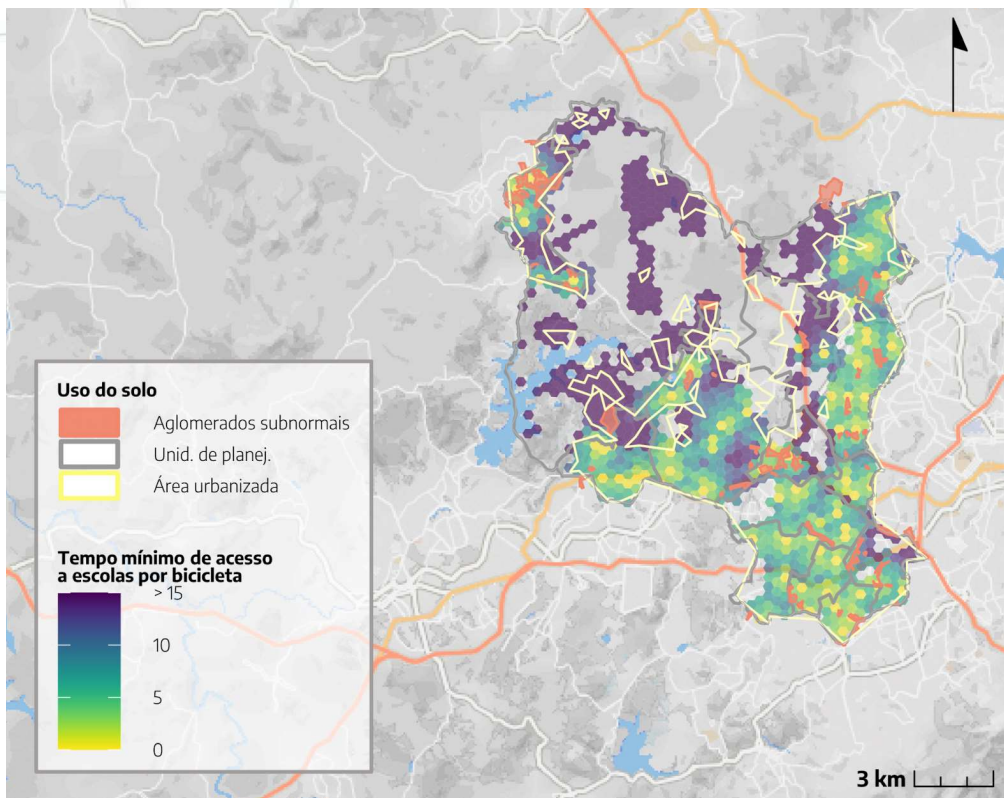 Uso do solo
Aglomerados subnormais
Unid. de planej.
Área urbanizada
Tempo mínimo de acesso
a escolas por bicicleta
> 15
10
5
0
3 km